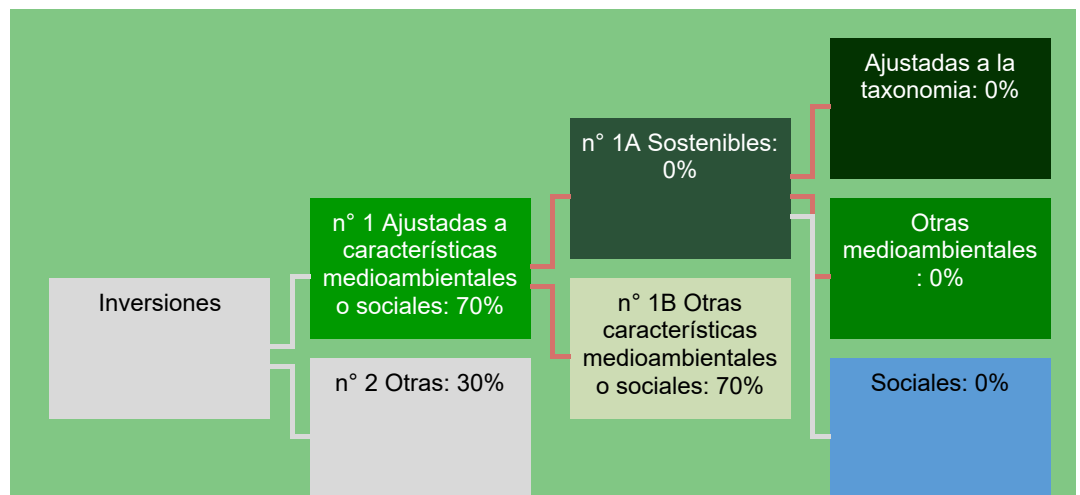 Inversiones
n° 1 Ajustadas a
características
medioambientales
o sociales: 70%
n° 2 Otras: 30%
n° 1A Sostenibles:
0%
n° 1B Otras
características
medioambientales
o sociales: 70%
Ajustadas a la
taxonomia: 0%
Otras
medioambientales
: 0%
Sociales: 0%